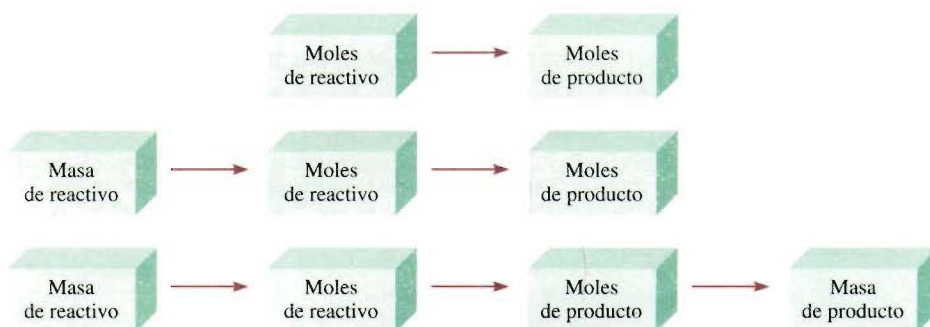 Moles
de reactivo
Moles
de producto
Masa
de reactivo
Moles
de reactivo
Moles
de producto
Masa
de reactivo
Moles
de reactivo
Moles
de producto
Masa
de producto